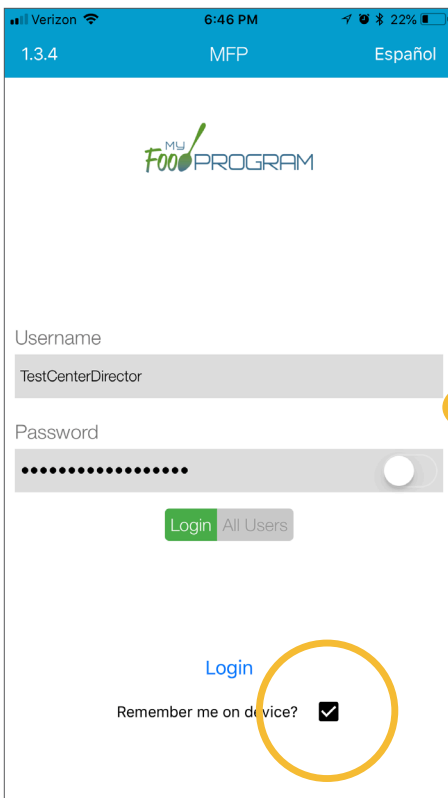 Verizon 6:46 PM 22%
1.3.4 MFP Español
MY
FOOD PROGRAM
Username
TestCenterDirector
Password
••••••••••••••••••
Login All Users
Login
Remember me on device?